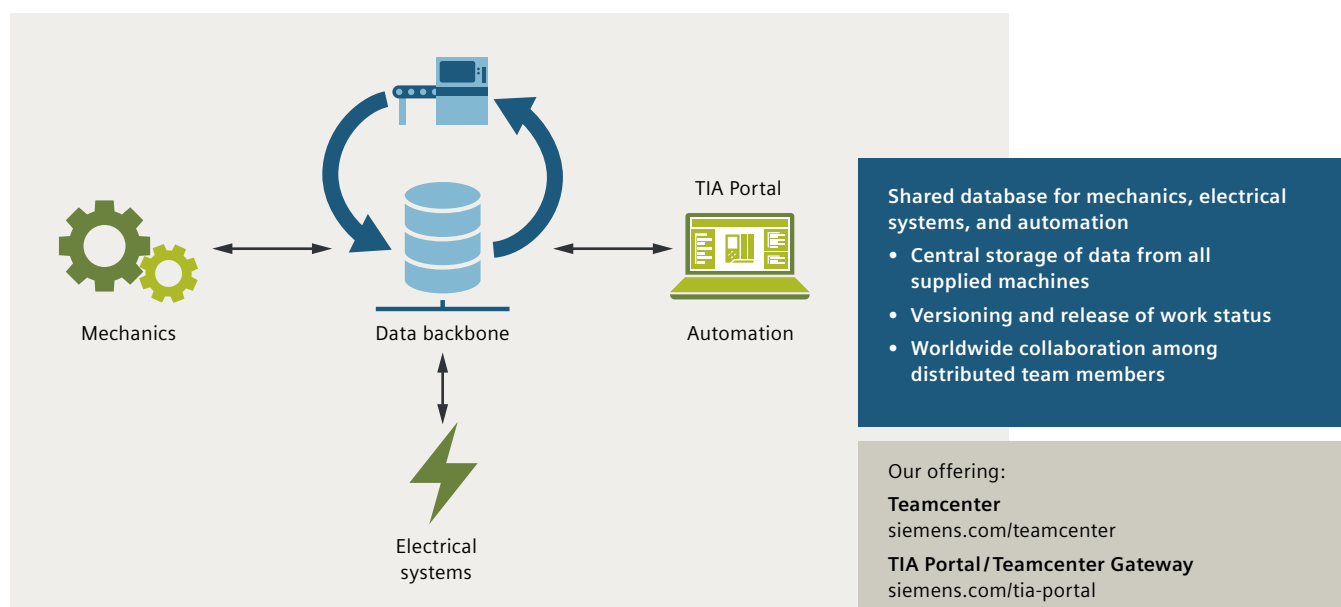 TIA Portal
Mechanics
Data backbone
Automation
Electrical
systems
Shared database for mechanics, electrical
systems, and automation
• Central storage of data from all
supplied machines
• Versioning and release of work status
• Worldwide collaboration among
distributed team members
Our offering:
Teamcenter
siemens.com/teamcenter
TIA Portal/Teamcenter Gateway
siemens.com/tia-portal